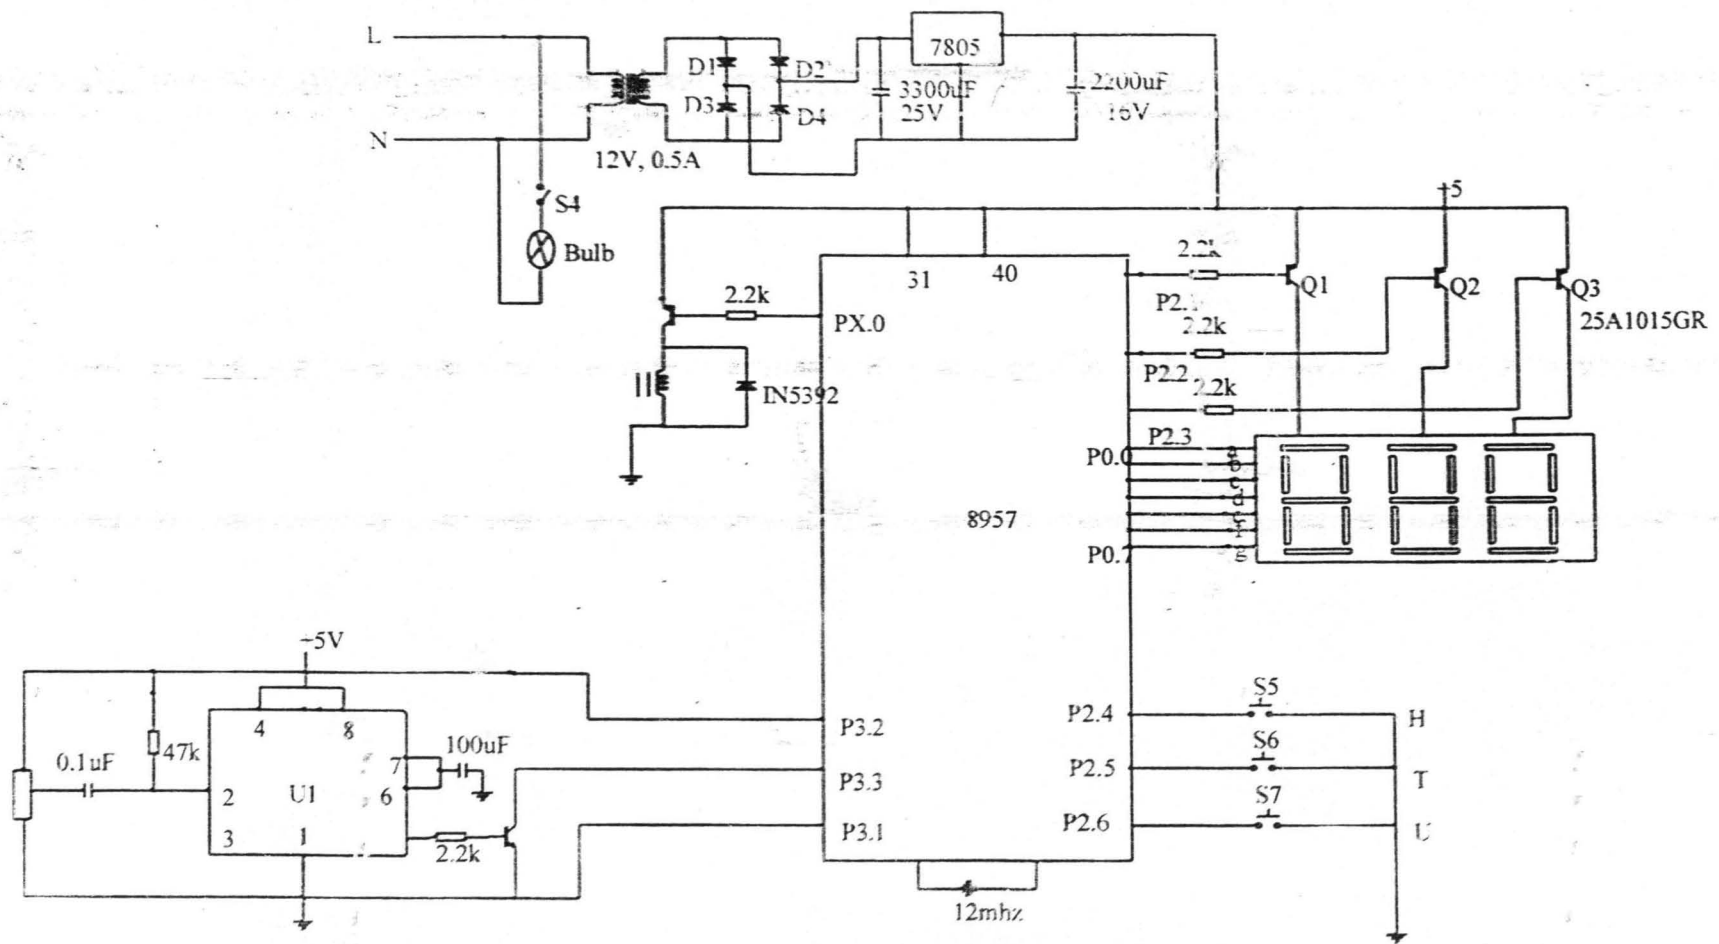 L
7805
D1
D2
3300uF
25V
2200uF
16V
D3
D4
N
12V, 0.5A
S4
+5
Bulb
2.2k
31
40
Q1
Q2
Q3
2.2k
P2.1
25A1015GR
PX.0
2.2k
P2.2
2.2k
IN5392
P2.3
P0.0
a
b
c
d
f
g
8957
P0.7
+5V
4
8
47k
0.1uF
7
100uF
2
U1
6
3
1
2.2k
P3.2
P3.3
P3.1
P2.4
S5
H
P2.5
S6
T
P2.6
S7
U
12mhz